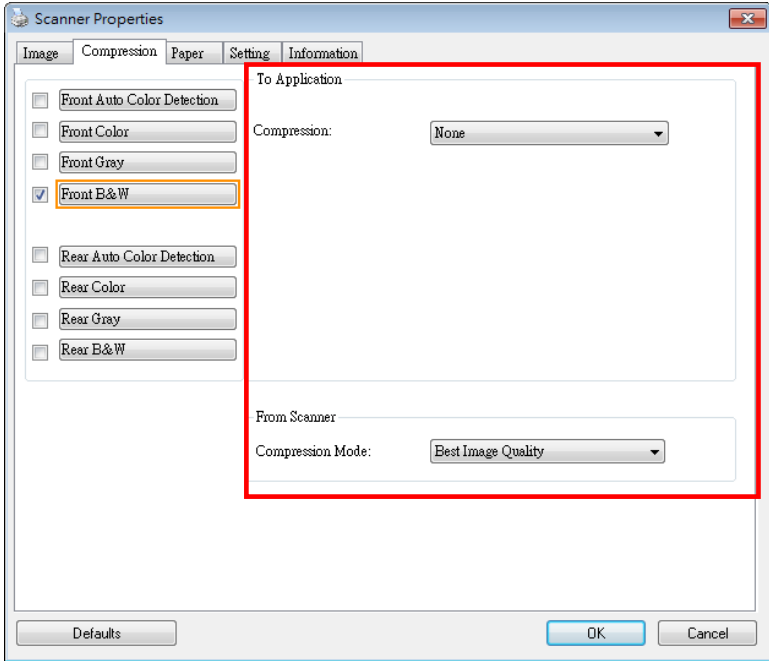 Scanner Properties
Image Compression Paper Setting Information
Front Auto Color Detection
Front Color
Front Gray
Front B&W
Rear Auto Color Detection
Rear Color
Rear Gray
Rear B&W
To Application
Compression: None
From Scanner
Compression Mode: Best Image Quality
Defaults OK Cancel